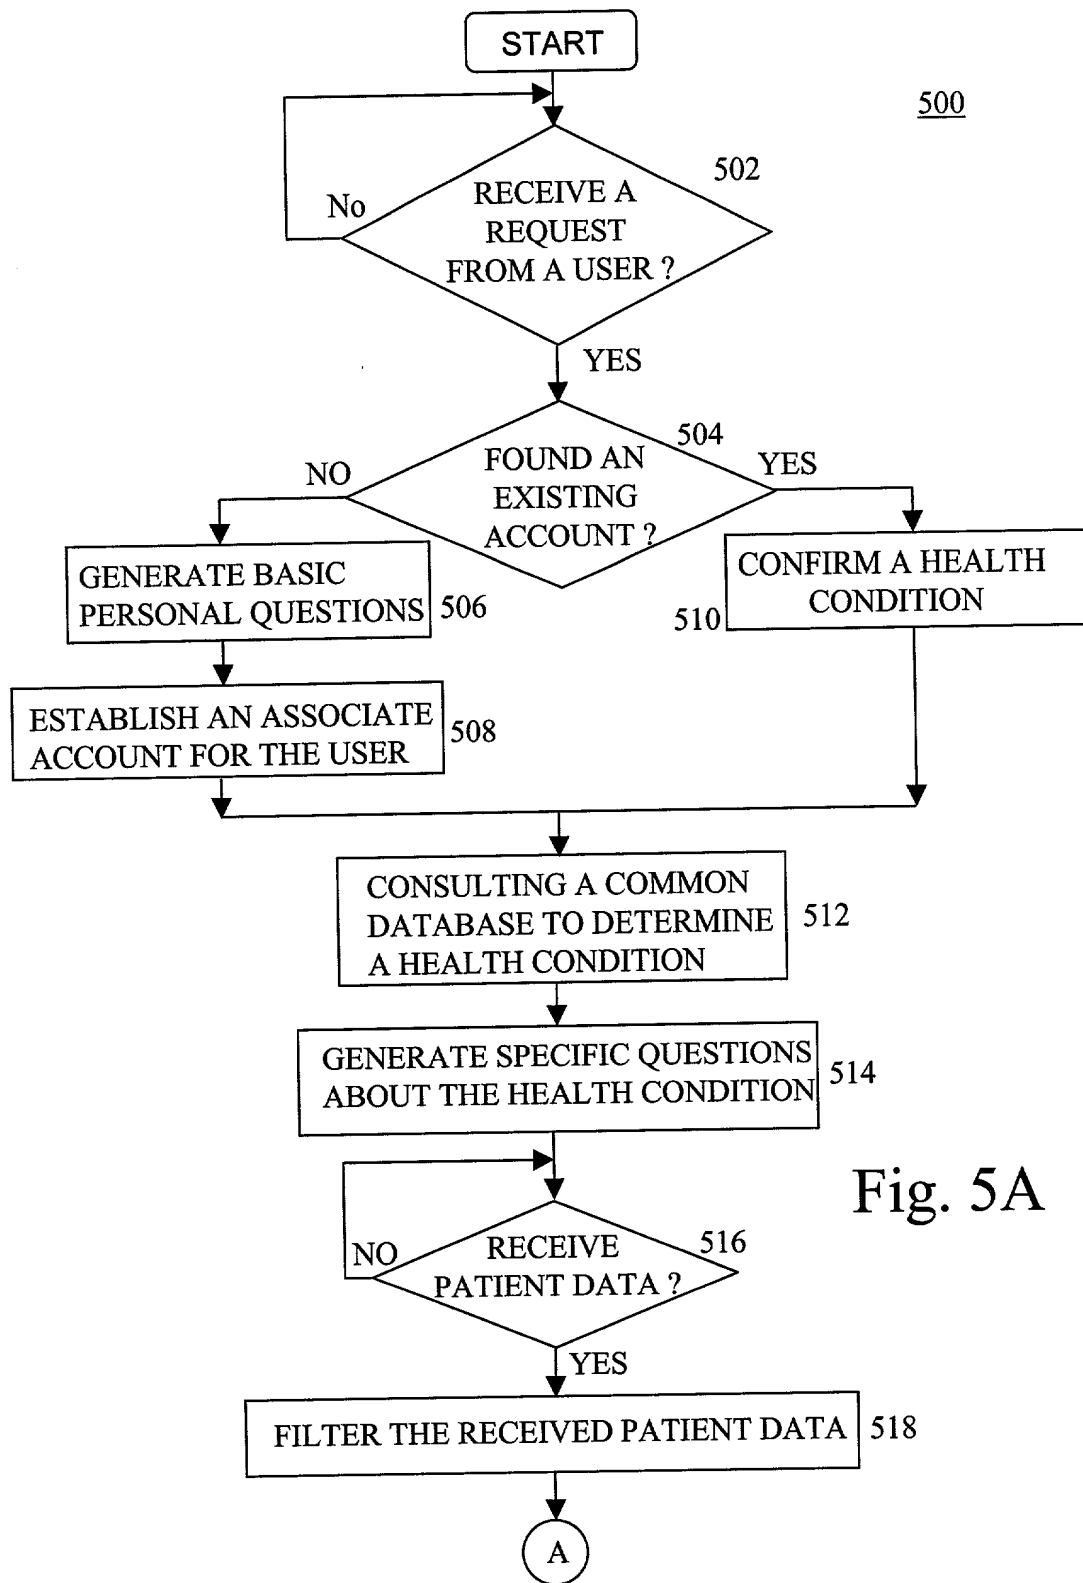 START
500
502
RECEIVE A
REQUEST
FROM A USER ?
No
YES
504
FOUND AN
EXISTING
ACCOUNT ?
NO
YES
GENERATE BASIC
PERSONAL QUESTIONS
506
CONFIRM A HEALTH
CONDITION
510
ESTABLISH AN ASSOCIATE
ACCOUNT FOR THE USER
508
CONSULTING A COMMON
DATABASE TO DETERMINE
A HEALTH CONDITION
512
GENERATE SPECIFIC QUESTIONS
ABOUT THE HEALTH CONDITION
514
Fig. 5A
RECEIVE
PATIENT DATA ?
516
NO
YES
FILTER THE RECEIVED PATIENT DATA
518
A